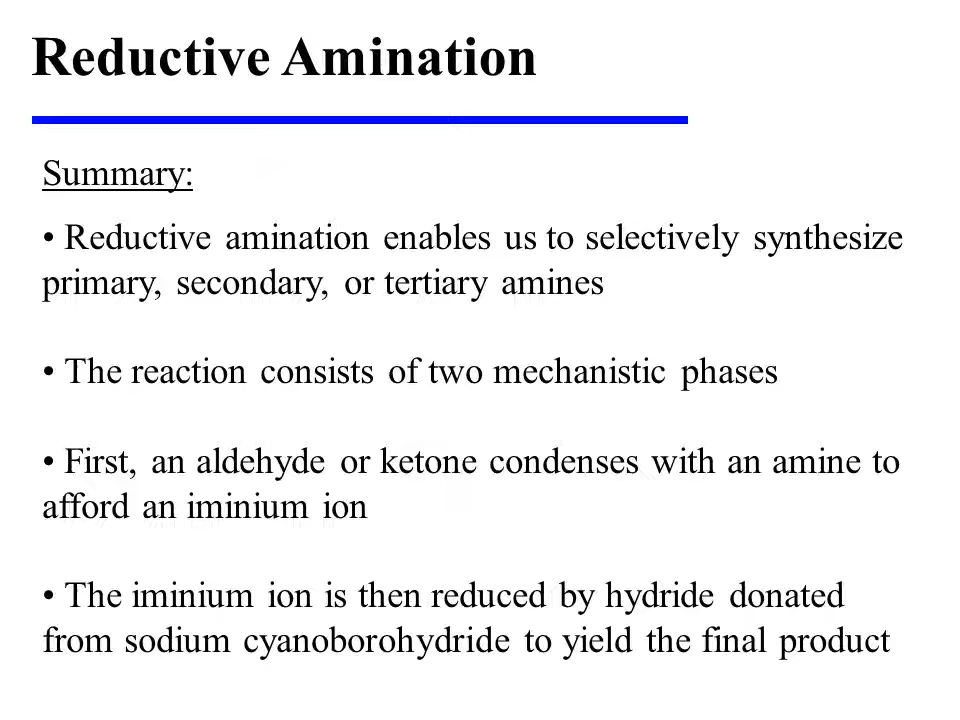 Reductive Amination
Summary:
• Reductive amination enables us to selectively synthesize
primary, secondary, or tertiary amines
• The reaction consists of two mechanistic phases
• First, an aldehyde or ketone condenses with an amine to
afford an iminium ion
• The iminium ion is then reduced by hydride donated
from sodium cyanoborohydride to yield the final product